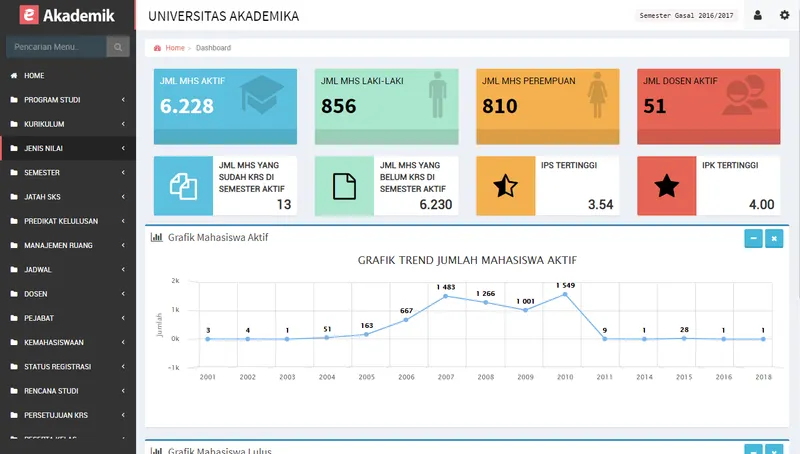 e Akademik
UNIVERSITAS AKADEMIKA
Semester Gasal 2016/2017
Pencarian Menu..
Home > Dashboard
HOME
PROGRAM STUDI
KURIKULUM
JENIS NILAI
SEMESTER
JATAH SKS
PREDIKAT KELULUSAN
MANAJEMEN RUANG
JADWAL
DOSEN
PEJABAT
KEMAHASISWAAN
STATUS REGISTRASI
RENCANA STUDI
PERSETUJUAN KRS
PESERTA KELAS
JML MHS AKTIF
6.228
JML MHS LAKI-LAKI
856
JML MHS PEREMPUAN
810
JML DOSEN AKTIF
51
JML MHS YANG
SUDAH KRS DI
SEMESTER AKTIF
13
JML MHS YANG
BELUM KRS DI
SEMESTER AKTIF
6.230
IPS TERTINGGI
3.54
IPK TERTINGGI
4.00
Grafik Mahasiswa Aktif
GRAFIK TREND JUMLAH MAHASISWA AKTIF
Jumlah
2k
1k
0k
-1k
3 4 1 51 163 667 1 483 1 266 1 001 1 549 9 1 28 1 1
2001 2002 2003 2004 2005 2006 2007 2008 2009 2010 2011 2014 2015 2016 2018
Grafik Mahasiswa Lulus